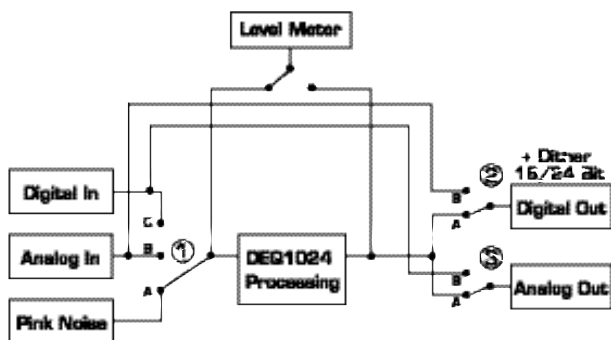 Level Meter
+ Dither
16/24 Bit
2
B
A
Digital Out
Digital In
C
Analog In
B
1
DEQ1024
Processing
3
B
A
Analog Out
A
Pink Noise